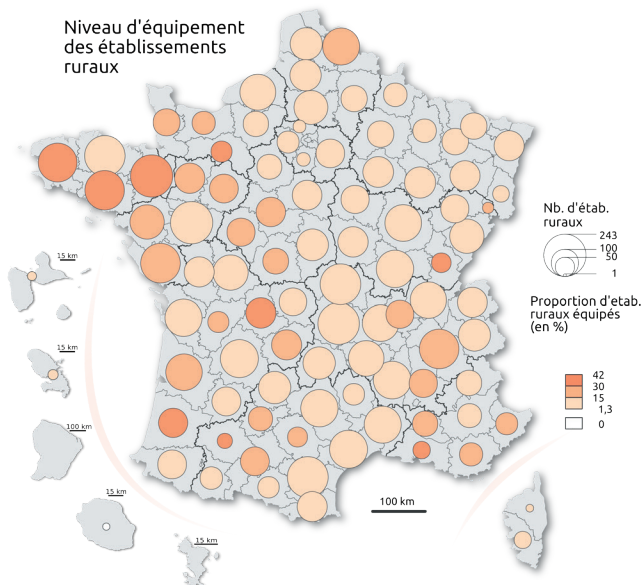 Niveau d'équipement
des établissements
ruraux
Nb. d'étab.
ruraux
243
100
50
1
Proportion d'etab.
ruraux équipés
(en %)
42
30
15
1,3
0
15 km
15 km
100 km
15 km
15 km
100 km